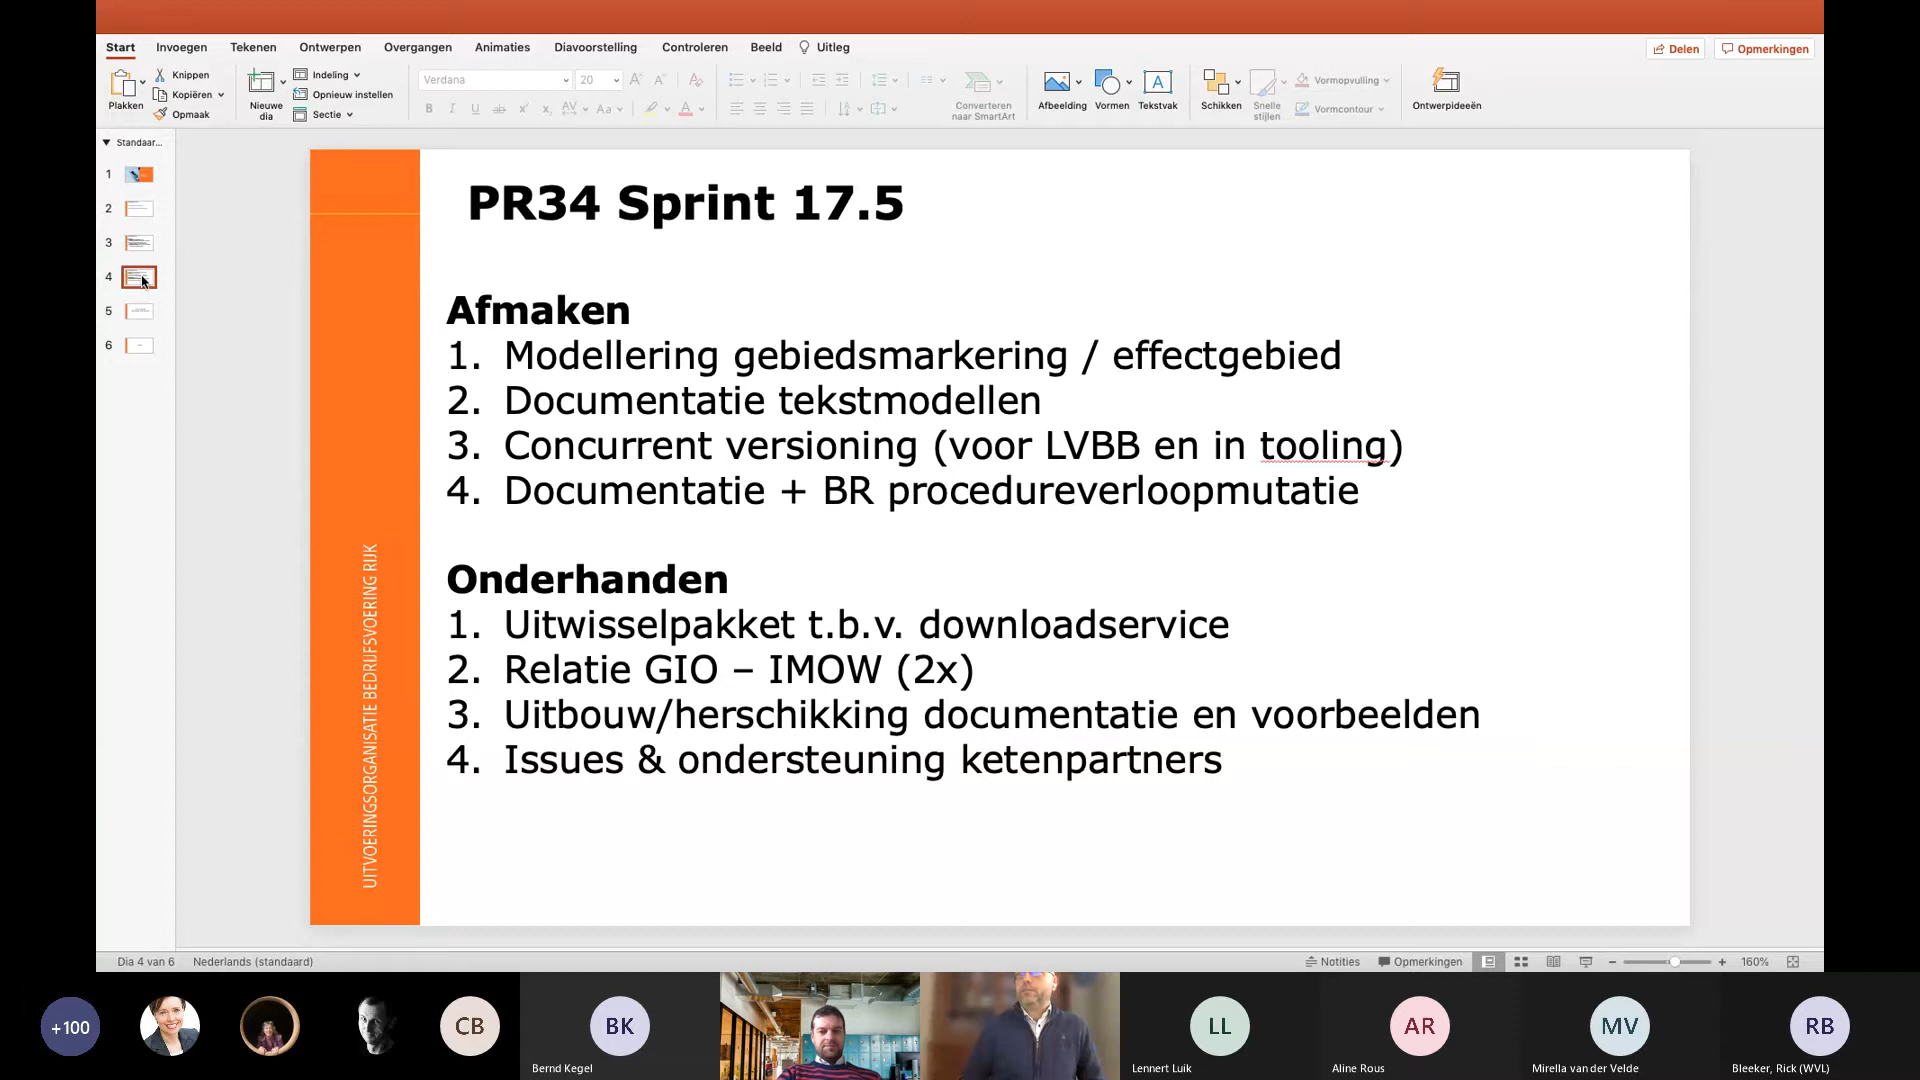 Start Invoegen Tekenen Ontwerpen Overgangen Animaties Diavoorstelling Controleren Beeld Uitleg Delen Opmerkingen
Plakken
Knippen
Kopiëren
Opmaak
Nieuwe
dia
Indeling
Opnieuw instellen
Sectie
Verdana 20
Converteren
naar SmartArt
Afbeelding Vormen Tekstvak
Schikken
Snelle
stijlen
Vormopvulling
Vormcontour
Ontwerpideeën
Standaar...
1
2
3
4
5
6
PR34 Sprint 17.5
Afmaken
1. Modellering gebiedsmarkering / effectgebied
2. Documentatie tekstmodellen
3. Concurrent versioning (voor LVBB en in tooling)
4. Documentatie + BR procedureverloopmutatie
Onderhanden
1. Uitwisselpakket t.b.v. downloadservice
2. Relatie GIO – IMOW (2x)
3. Uitbouw/herschikking documentatie en voorbeelden
4. Issues & ondersteuning ketenpartners
UITVOERINGSORGANISATIE BEDRIJFSVOERING RIJK
Dia 4 van 6 Nederlands (standaard) Notities Opmerkingen 160%
+100 CB BK LL AR MV RB
Bernd Kegel Lennert Luik Aline Rous Mirella van der Velde Bleeker, Rick (WVL)